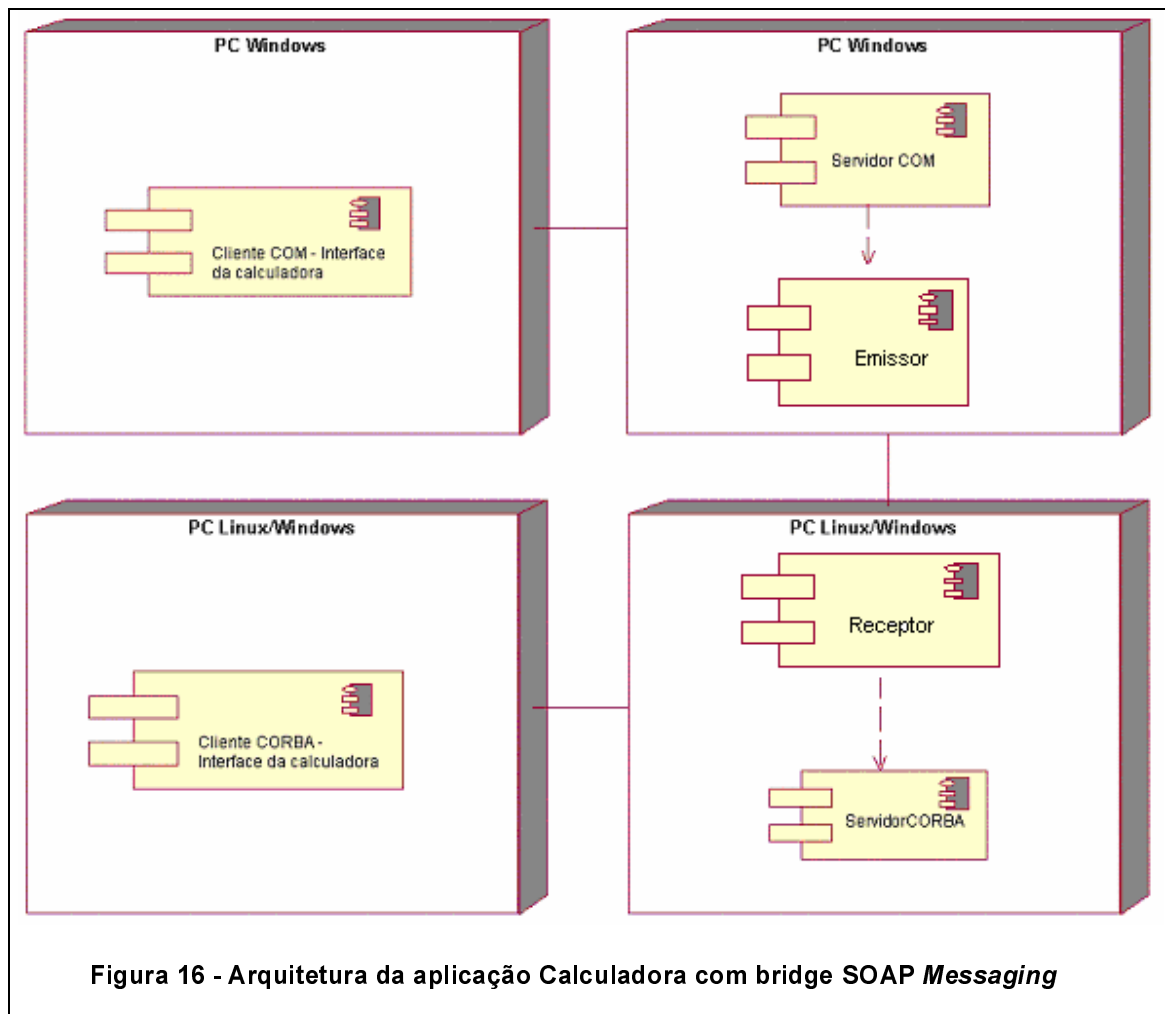 PC Windows
Cliente COM - Interface
da calculadora
PC Windows
Servidor COM
Emissor
PC Linux/Windows
Cliente CORBA -
Interface da calculadora
PC Linux/Windows
Receptor
ServidorCORBA
Figura 16 - Arquitetura da aplicação Calculadora com bridge SOAP Messaging